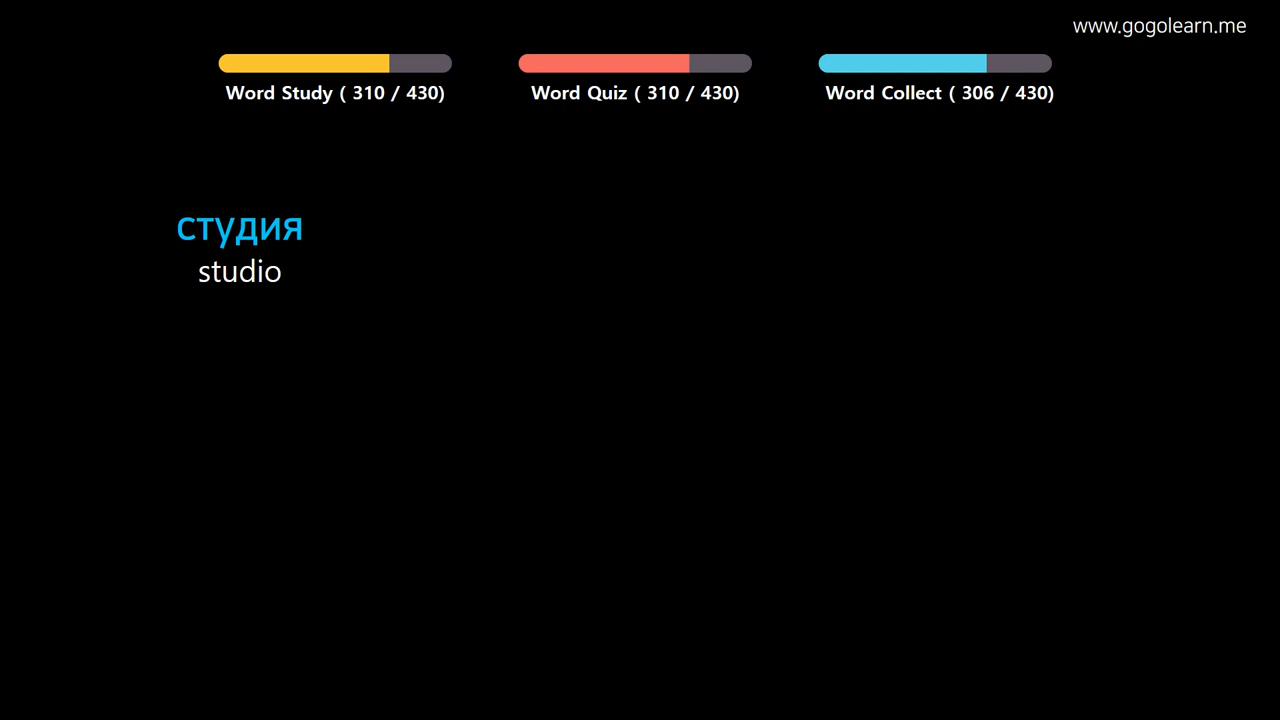 www.gogolearn.me
Word Study ( 310 / 430)
Word Quiz ( 310 / 430)
Word Collect ( 306 / 430)
студия
studio